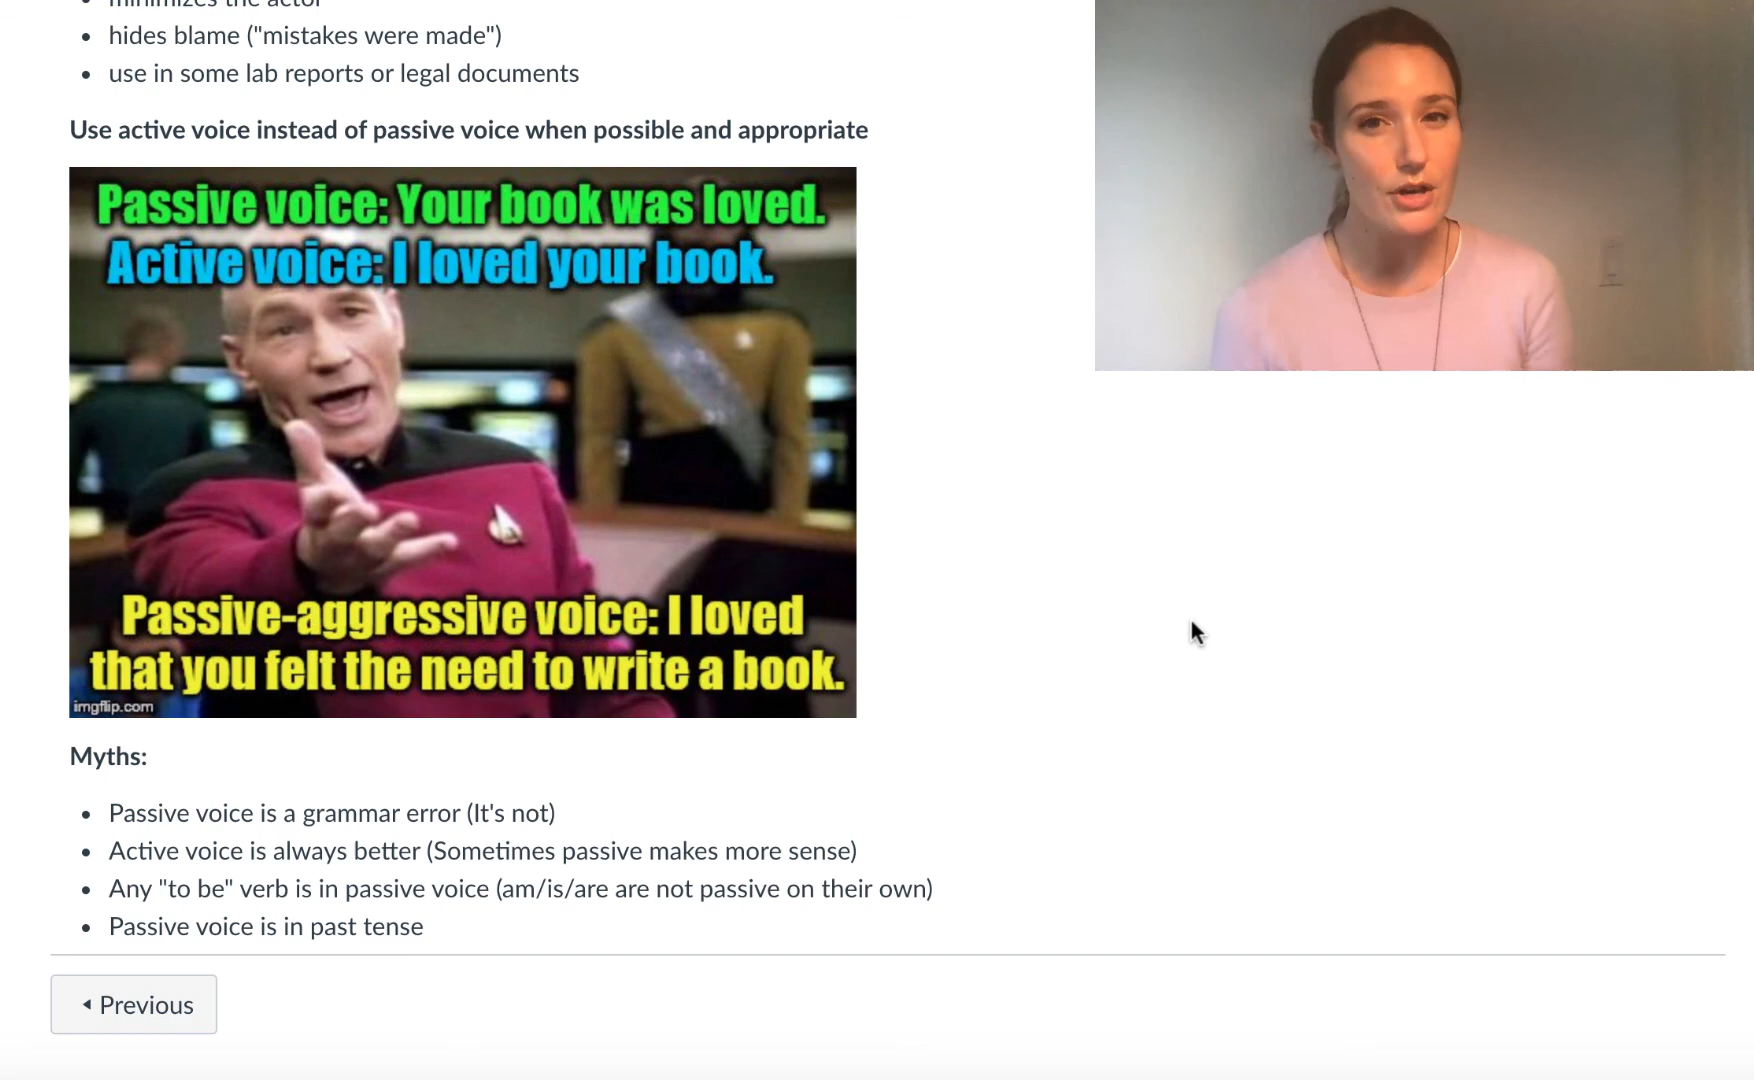 minimizes the actor
hides blame ("mistakes were made")
use in some lab reports or legal documents
Use active voice instead of passive voice when possible and appropriate
Passive voice: Your book was loved.
Active voice: I loved your book.
Passive-aggressive voice: I loved
that you felt the need to write a book.
imgflip.com
Myths:
Passive voice is a grammar error (It's not)
Active voice is always better (Sometimes passive makes more sense)
Any "to be" verb is in passive voice (am/is/are are not passive on their own)
Passive voice is in past tense
Previous